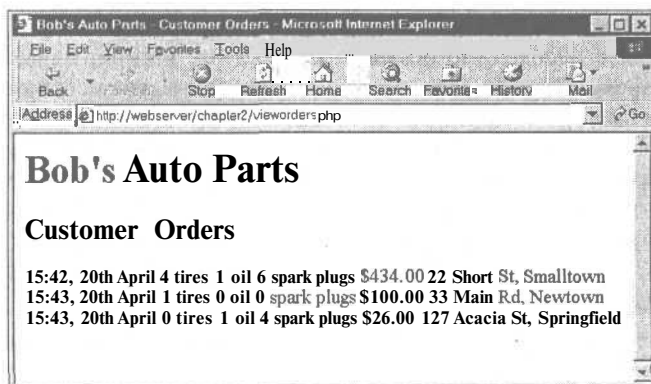 Bob's Auto Parts - Customer Orders - Microsoft Internet Explorer
File Edit View Favorites Tools Help
Back Stop Refresh Home Search Favorites History Mail
Address http://webserver/chapter2/vieworders.php Go
Bob's Auto Parts
Customer Orders
15:42, 20th April 4 tires 1 oil 6 spark plugs $434.00 22 Short St, Smalltown
15:43, 20th April 1 tires 0 oil 0 spark plugs $100.00 33 Main Rd, Newtown
15:43, 20th April 0 tires 1 oil 4 spark plugs $26.00 127 Acacia St, Springfield